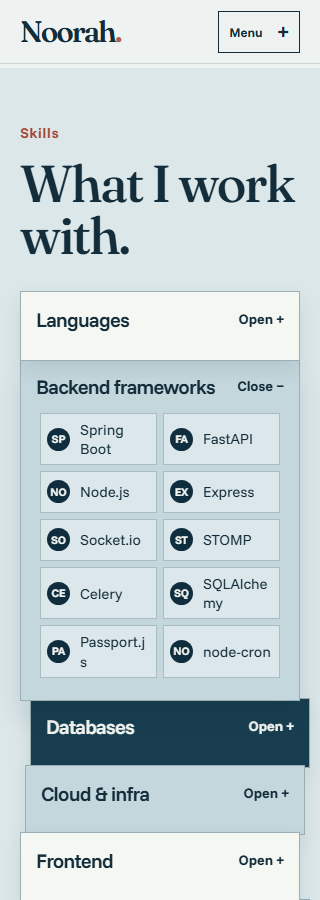 Noorah.
Menu +
Skills
What I work
with.
Languages Open +
Backend frameworks Close −
SP Spring
Boot
FA FastAPI
NO Node.js
EX Express
SO Socket.io
ST STOMP
CE Celery
SQ SQLAlche
my
PA Passport.j
s
NO node-cron
Databases Open +
Cloud & infra Open +
Frontend Open +